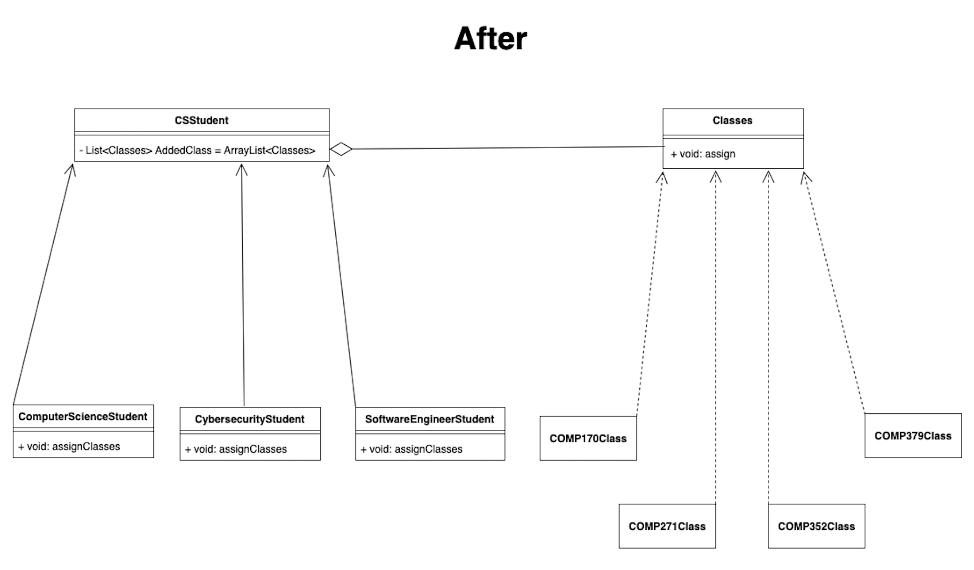 After
CSStudent
- List<Classes> AddedClass = ArrayList<Classes>
Classes
+ void: assign
ComputerScienceStudent
+ void: assignClasses
CybersecurityStudent
+ void: assignClasses
SoftwareEngineerStudent
+ void: assignClasses
COMP170Class
COMP379Class
COMP271Class
COMP352Class